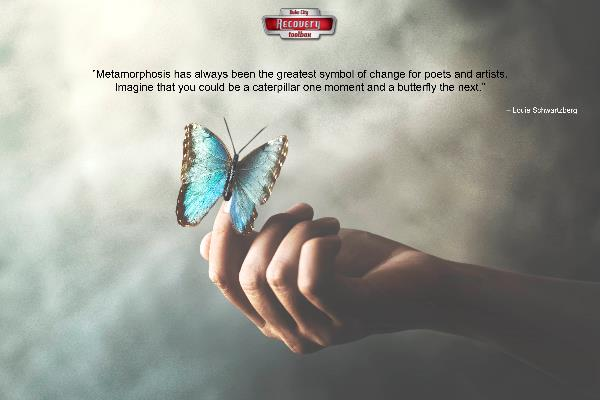 Duke City
RECOVERY
toolbox
"Metamorphosis has always been the greatest symbol of change for poets and artists.
Imagine that you could be a caterpillar one moment and a butterfly the next."
– Louie Schwartzberg